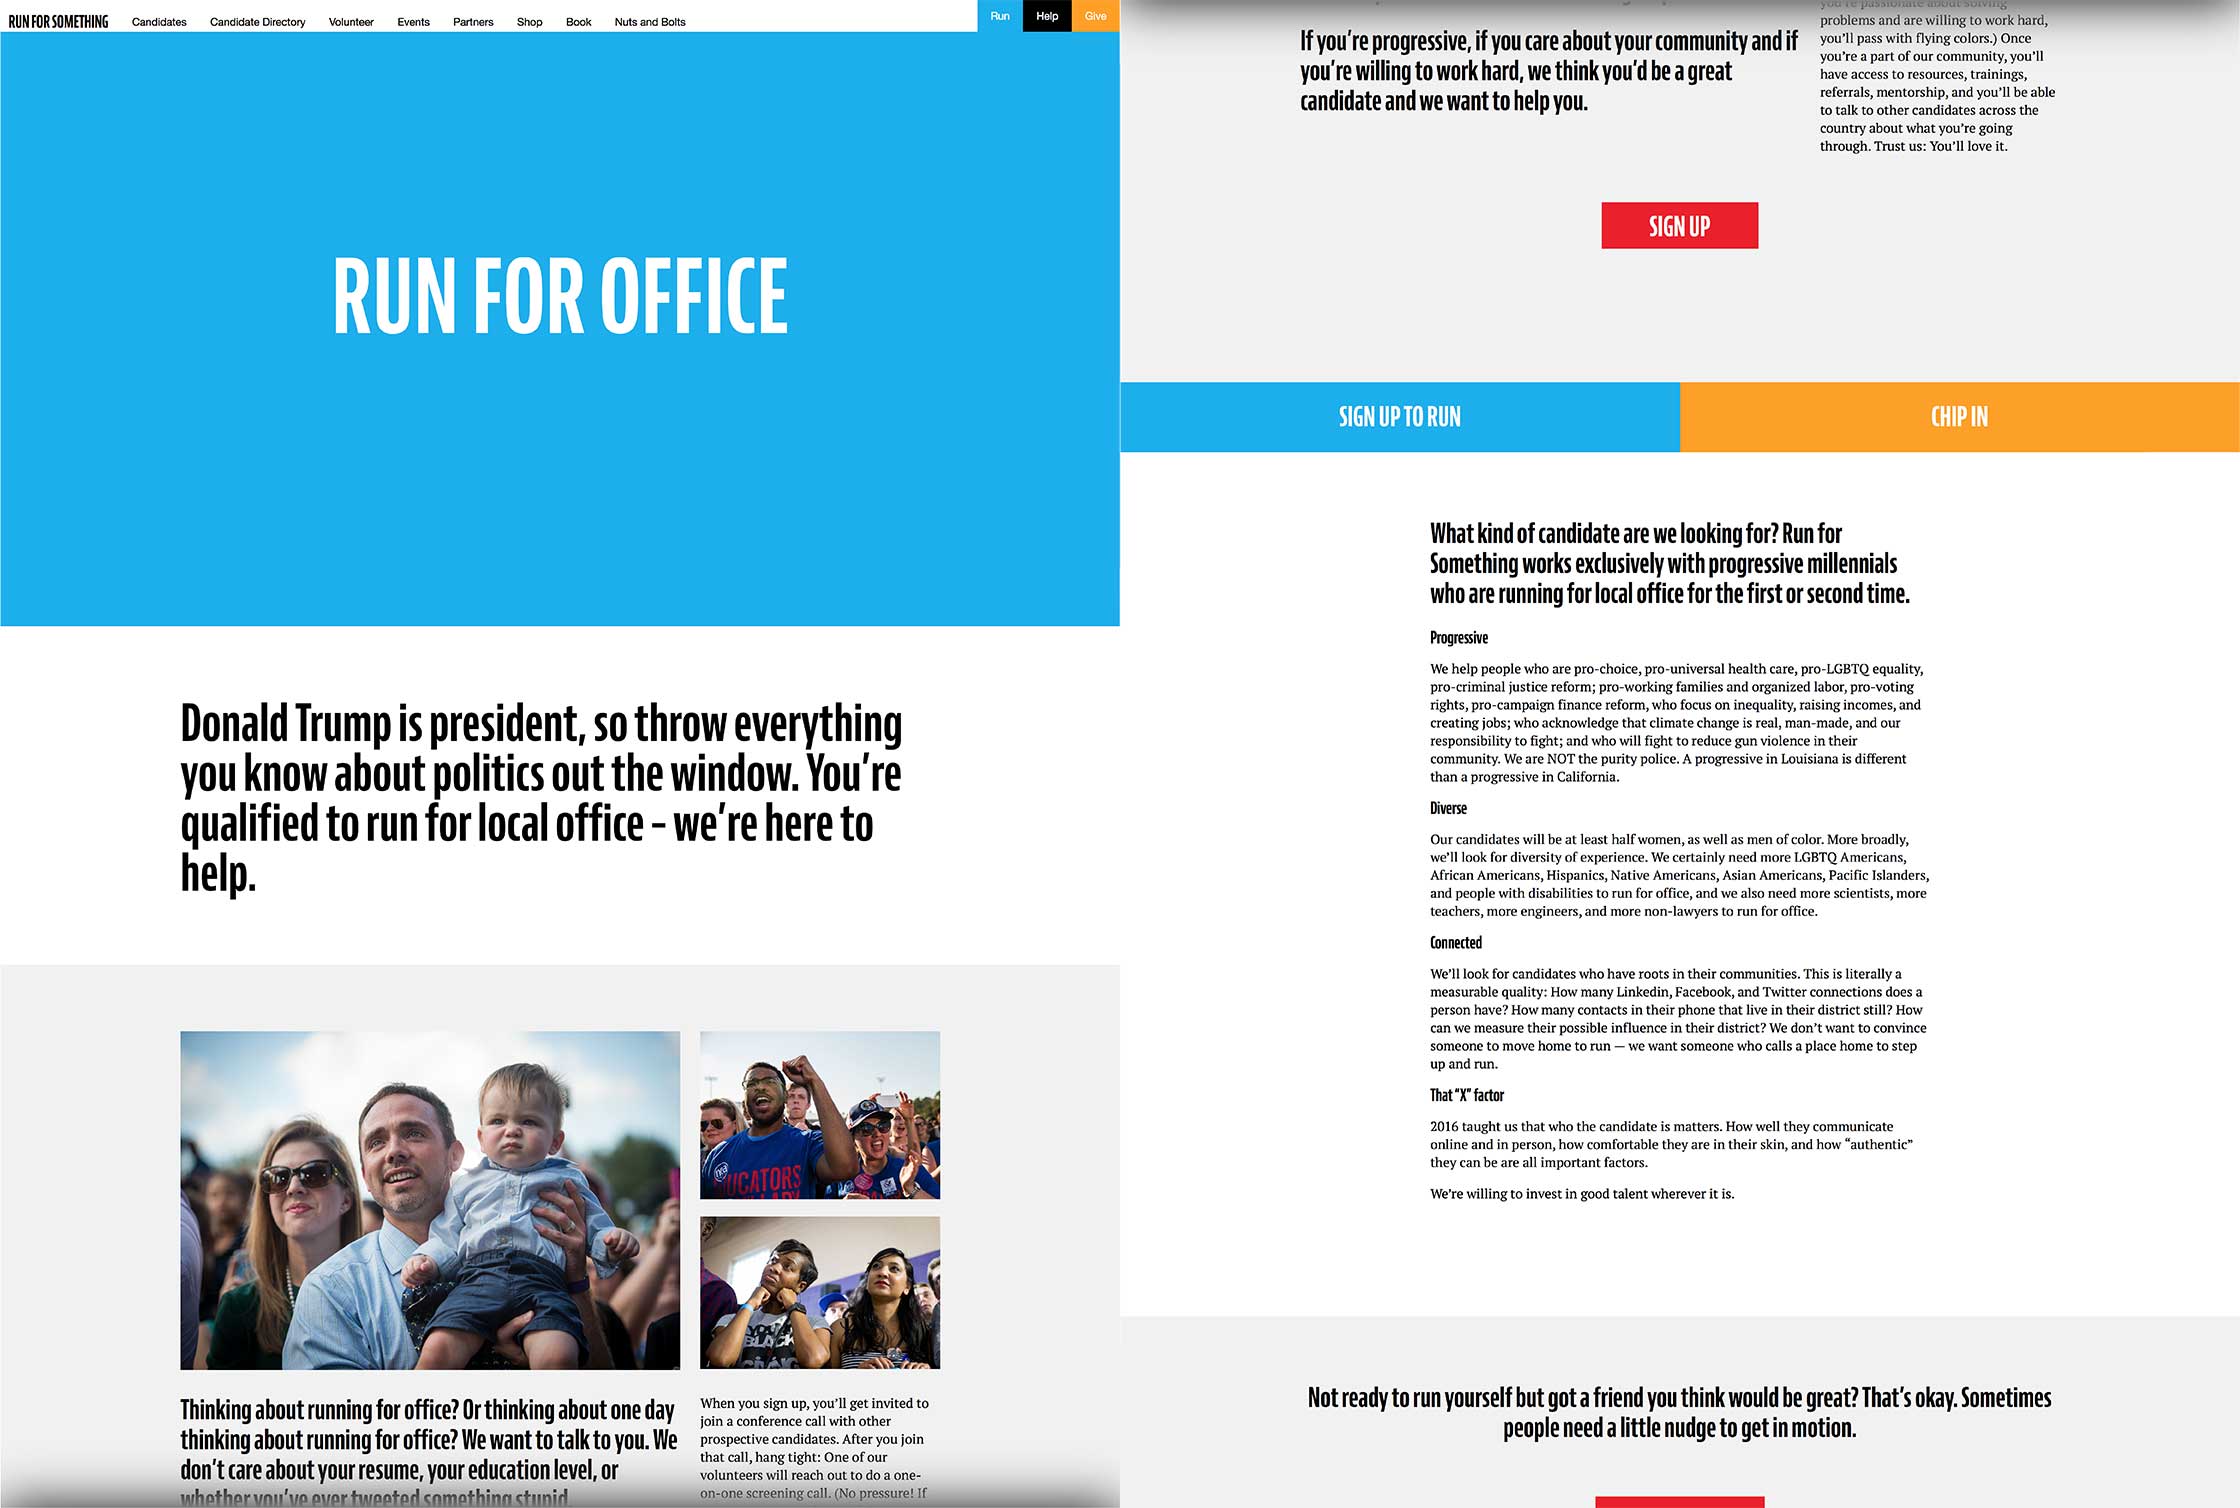 RUN FOR SOMETHING Candidates Candidate Directory Volunteer Events Partners Shop Book Nuts and Bolts Run Help Give
RUN FOR OFFICE
Donald Trump is president, so throw everything
you know about politics out the window. You're
qualified to run for local office – we're here to
help.
UCATORS
Thinking about running for office? Or thinking about one day
thinking about running for office? We want to talk to you. We
don't care about your resume, your education level, or
whether you've ever tweeted something stupid.
When you sign up, you'll get invited to
join a conference call with other
prospective candidates. After you join
that call, hang tight: One of our
volunteers will reach out to do a one-
on-one screening call. (No pressure! If
If you're progressive, if you care about your community and if
you're willing to work hard, we think you'd be a great
candidate and we want to help you.
you're passionate about solving
problems and are willing to work hard,
you'll pass with flying colors.) Once
you're a part of our community, you'll
have access to resources, trainings,
referrals, mentorship, and you'll be able
to talk to other candidates across the
country about what you're going
through. Trust us: You'll love it.
SIGN UP
SIGN UP TO RUN
CHIP IN
What kind of candidate are we looking for? Run for
Something works exclusively with progressive millennials
who are running for local office for the first or second time.
Progressive
We help people who are pro-choice, pro-universal health care, pro-LGBTQ equality,
pro-criminal justice reform; pro-working families and organized labor, pro-voting
rights, pro-campaign finance reform, who focus on inequality, raising incomes, and
creating jobs; who acknowledge that climate change is real, man-made, and our
responsibility to fight; and who will fight to reduce gun violence in their
community. We are NOT the purity police. A progressive in Louisiana is different
than a progressive in California.
Diverse
Our candidates will be at least half women, as well as men of color. More broadly,
we'll look for diversity of experience. We certainly need more LGBTQ Americans,
African Americans, Hispanics, Native Americans, Asian Americans, Pacific Islanders,
and people with disabilities to run for office, and we also need more scientists, more
teachers, more engineers, and more non-lawyers to run for office.
Connected
We'll look for candidates who have roots in their communities. This is literally a
measurable quality: How many Linkedin, Facebook, and Twitter connections does a
person have? How many contacts in their phone that live in their district still? How
can we measure their possible influence in their district? We don't want to convince
someone to move home to run — we want someone who calls a place home to step
up and run.
That "X" factor
2016 taught us that who the candidate is matters. How well they communicate
online and in person, how comfortable they are in their skin, and how "authentic"
they can be are all important factors.
We're willing to invest in good talent wherever it is.
Not ready to run yourself but got a friend you think would be great? That's okay. Sometimes
people need a little nudge to get in motion.